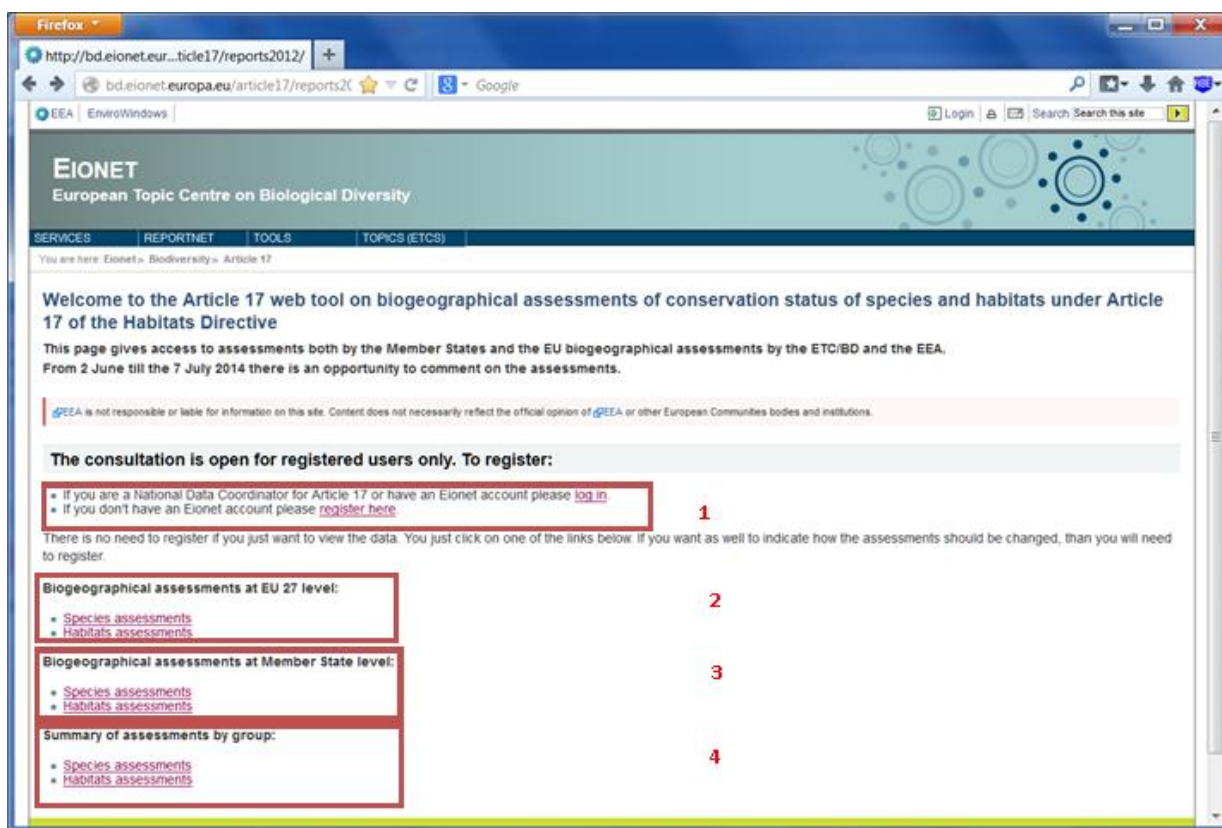 Firefox
http://bd.eionet.eur...ticle17/reports2012/
bd.eionet.europa.eu/article17/reports20
Google
EEA EnviroWindows
Login Search Search this site
EIONET
European Topic Centre on Biological Diversity
SERVICES REPORTNET TOOLS TOPICS (ETCS)
You are here: Eionet » Biodiversity » Article 17
Welcome to the Article 17 web tool on biogeographical assessments of conservation status of species and habitats under Article
17 of the Habitats Directive
This page gives access to assessments both by the Member States and the EU biogeographical assessments by the ETC/BD and the EEA.
From 2 June till the 7 July 2014 there is an opportunity to comment on the assessments.
EEA is not responsible or liable for information on this site. Content does not necessarily reflect the official opinion of EEA or other European Communities bodies and institutions.
The consultation is open for registered users only. To register:
If you are a National Data Coordinator for Article 17 or have an Eionet account please log in.
If you don't have an Eionet account please register here.
1
There is no need to register if you just want to view the data. You just click on one of the links below. If you want as well to indicate how the assessments should be changed, than you will need
to register.
Biogeographical assessments at EU 27 level:
2
Species assessments
Habitats assessments
Biogeographical assessments at Member State level:
3
Species assessments
Habitats assessments
Summary of assessments by group:
4
Species assessments
Habitats assessments